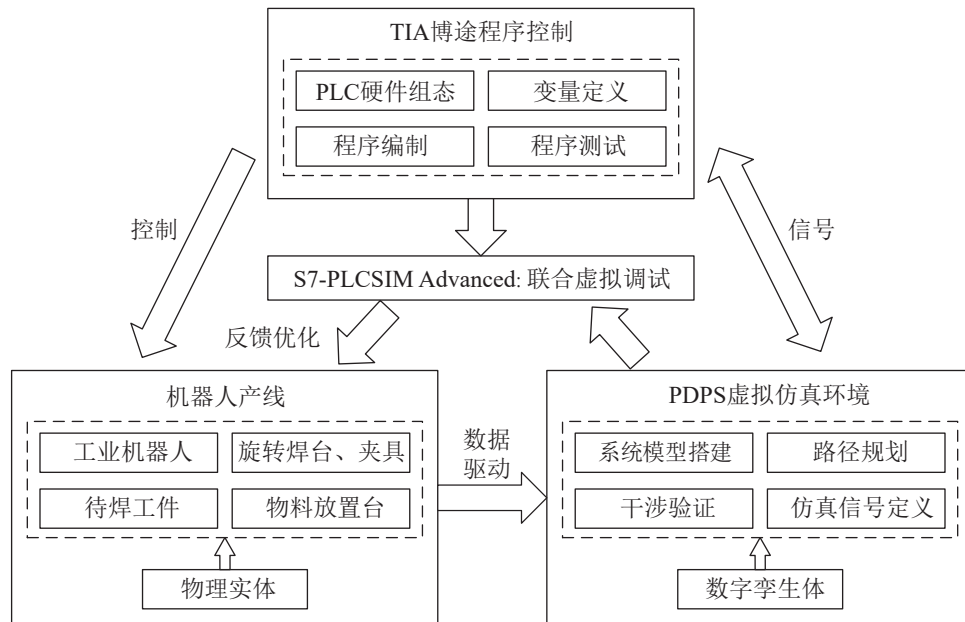 TIA博途程序控制
PLC硬件组态
变量定义
程序编制
程序测试
控制
信号
S7-PLCSIM Advanced: 联合虚拟调试
反馈优化
机器人产线
工业机器人
旋转焊台、夹具
待焊工件
物料放置台
物理实体
数据
驱动
PDPS虚拟仿真环境
系统模型搭建
路径规划
干涉验证
仿真信号定义
数字孪生体